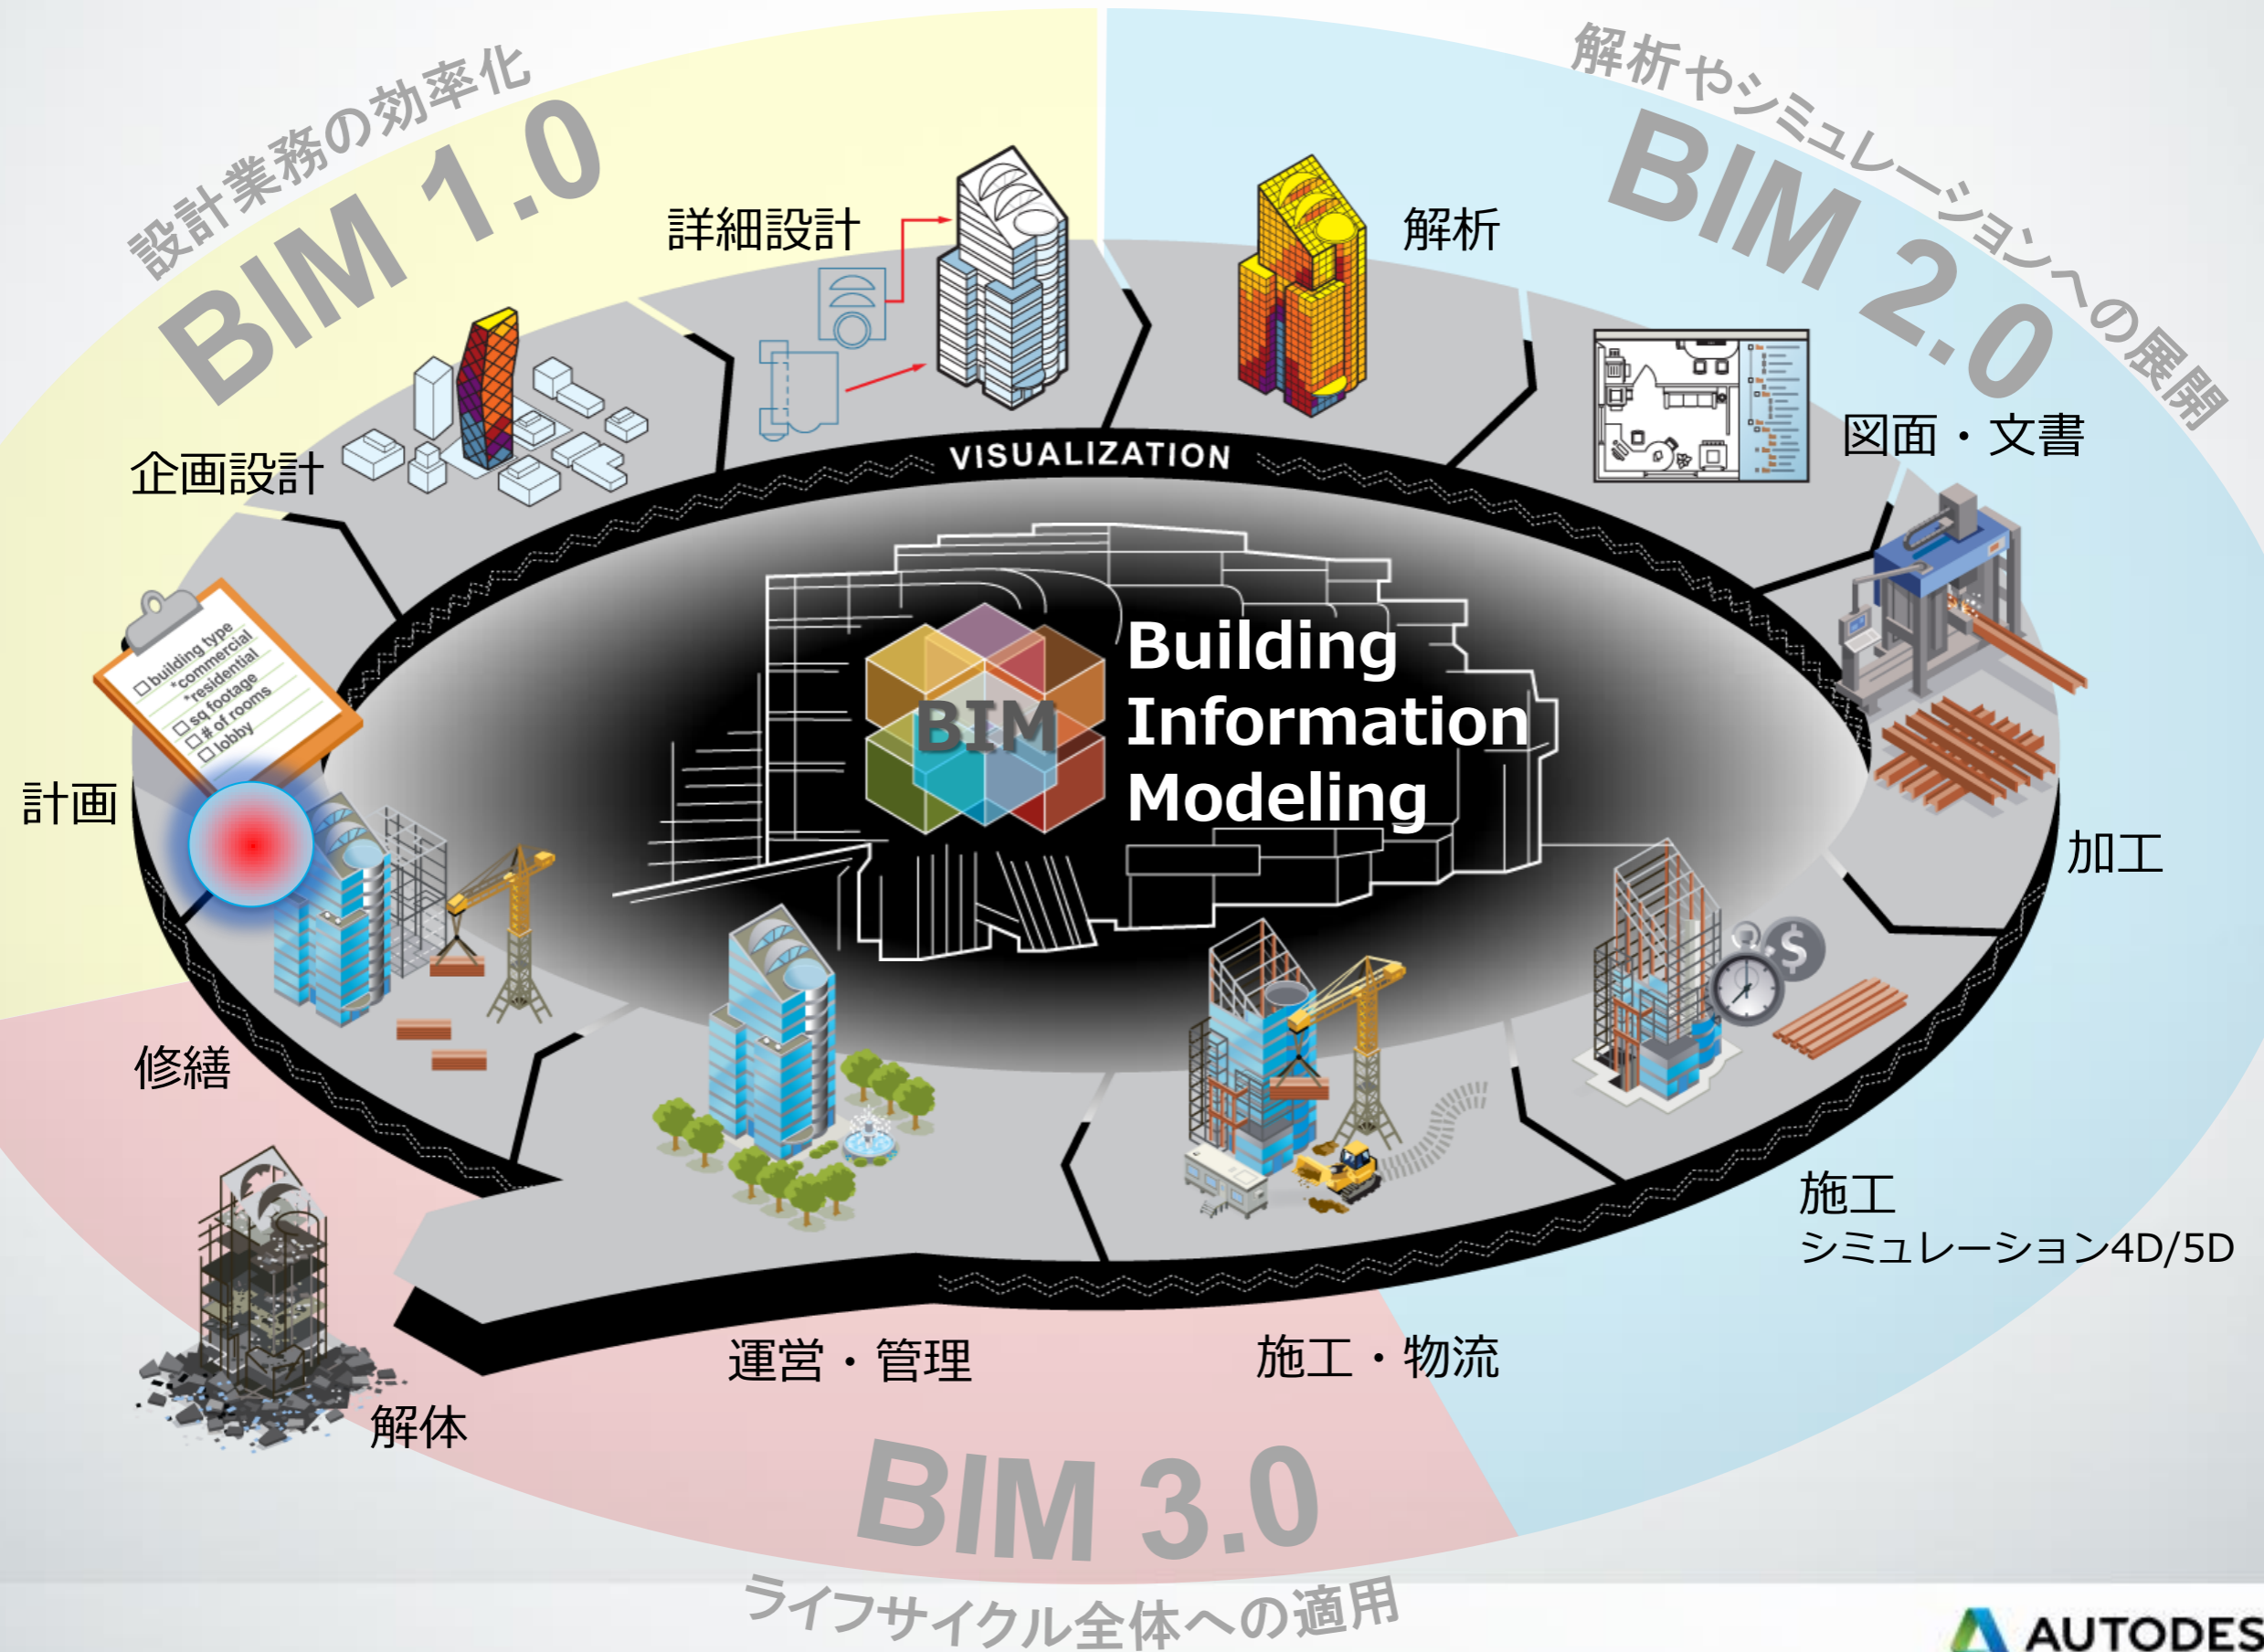 設計業務の効率化
BIM 1.0
解析やシミュレーションへの展開
BIM 2.0
詳細設計
解析
企画設計
図面・文書
VISUALIZATION
building type
*commercial
*residential
sq footage
# of rooms
lobby
BIM
Building
Information
Modeling
計画
加工
$
修繕
施工
シミュレーション4D/5D
運営・管理
施工・物流
解体
BIM 3.0
ライフサイクル全体への適用
AUTODES